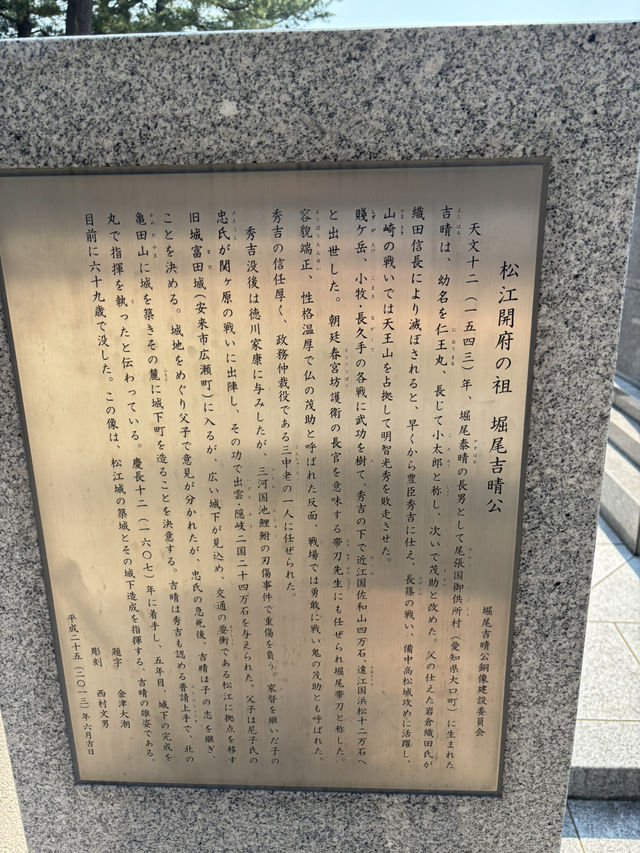 松江開府の祖　堀尾吉晴公
堀尾吉晴公銅像建設委員会
天文十二（一五四三）年、堀尾泰晴の長男として尾張国御供所村（愛知県大口町）に生まれた
吉晴は、幼名を仁王丸、長じて小太郎と称し、次いで茂助と改めた。父の仕えた岩倉織田氏が
織田信長により滅ぼされると、早くから豊臣秀吉に仕え、長篠の戦い、備中高松城攻めに活躍し、
山崎の戦いでは天王山を占拠して明智光秀を敗走させた。
賤ケ岳、小牧・長久手の各戦に武功を樹て、秀吉の下で近江国佐和山四万石、遠江国浜松十二万石へ
と出世した。朝廷春宮坊護衛の長官を意味する帯刀先生にも任ぜられ堀尾帯刀と称した。
容貌端正、性格温厚で仏の茂助と呼ばれた反面、戦場では勇敢に戦い鬼の茂助とも呼ばれた。
秀吉の信任厚く、政務仲裁役である三中老の一人に任ぜられた。
秀吉没後は徳川家康に与みしたが、三河国池鯉鮒の刃傷事件で重傷を負う。家督を継いだ子の
忠氏が関ヶ原の戦いに出陣し、その功で出雲・隠岐二国二十四万石を与えられた。父子は尼子氏の
旧城富田城（安来市広瀬町）に入るが、広い城下が見込め、交通の要衝である松江に拠点を移す
ことを決める。城地をめぐり父子で意見が分かれたが、忠氏の急死後、吉晴は子の志を継ぎ、
亀田山に城を築きその麓に城下町を造ることを決意する。吉晴は秀吉も認める普請上手で、北の
丸で指揮を執ったと伝わっている。慶長十二（一六〇七）年に着手し、五年目、城下の完成を
目前に六十九歳で没した。この像は、松江城の築城とその城下造成を指揮する、吉晴の雄姿である。
題字　金津大潮
彫刻　西村文男
平成二十五（二〇一三）年六月吉日